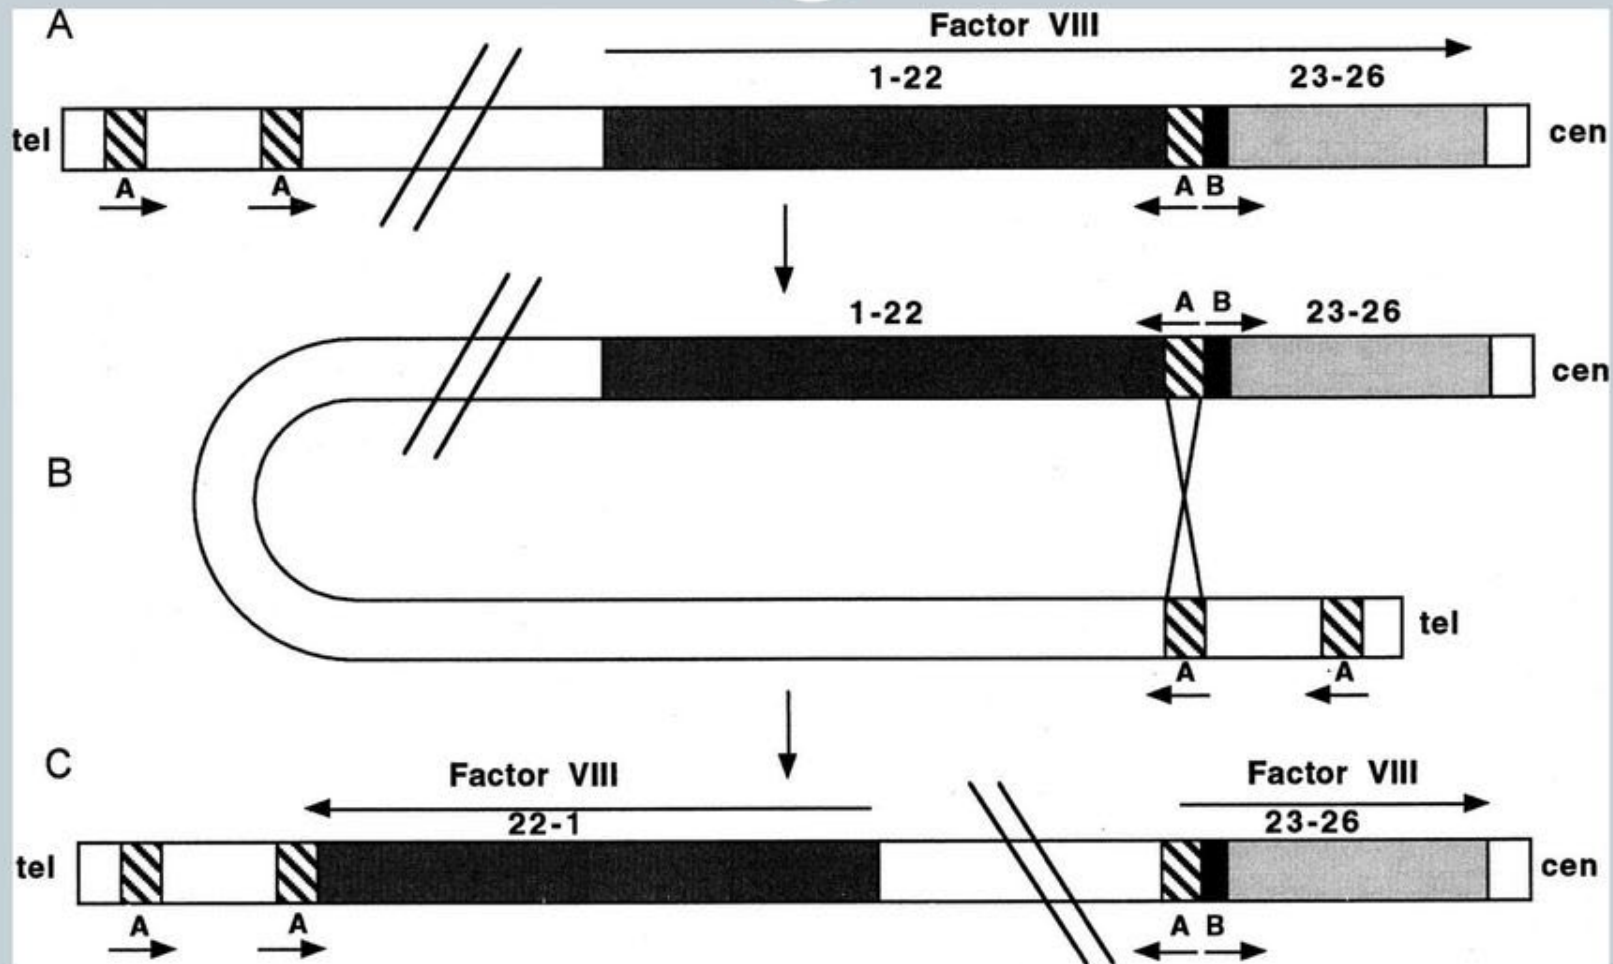 A
Factor VIII
1-22 23-26
tel cen
A A A B
A B
1-22 23-26
cen
B
tel
A A
C
Factor VIII Factor VIII
22-1 23-26
tel cen
A A A B